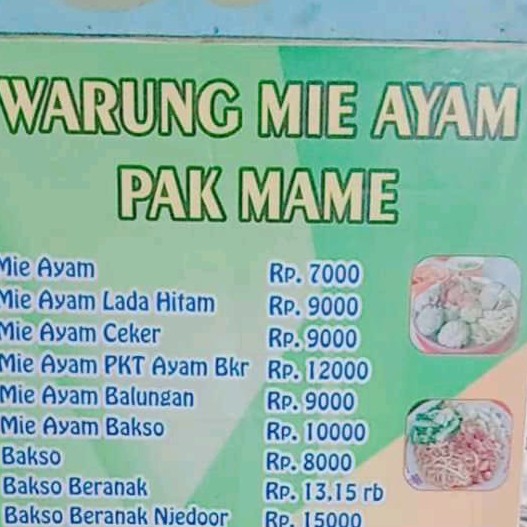 WARUNG MIE AYAM
PAK MAME
Mie Ayam Rp. 7000
Mie Ayam Lada Hitam Rp. 9000
Mie Ayam Ceker Rp. 9000
Mie Ayam PKT Ayam Bkr Rp. 12000
Mie Ayam Balungan Rp. 9000
Mie Ayam Bakso Rp. 10000
Bakso Rp. 8000
Bakso Beranak Rp. 13,15 rb
Bakso Beranak Njedoor Rp. 15000